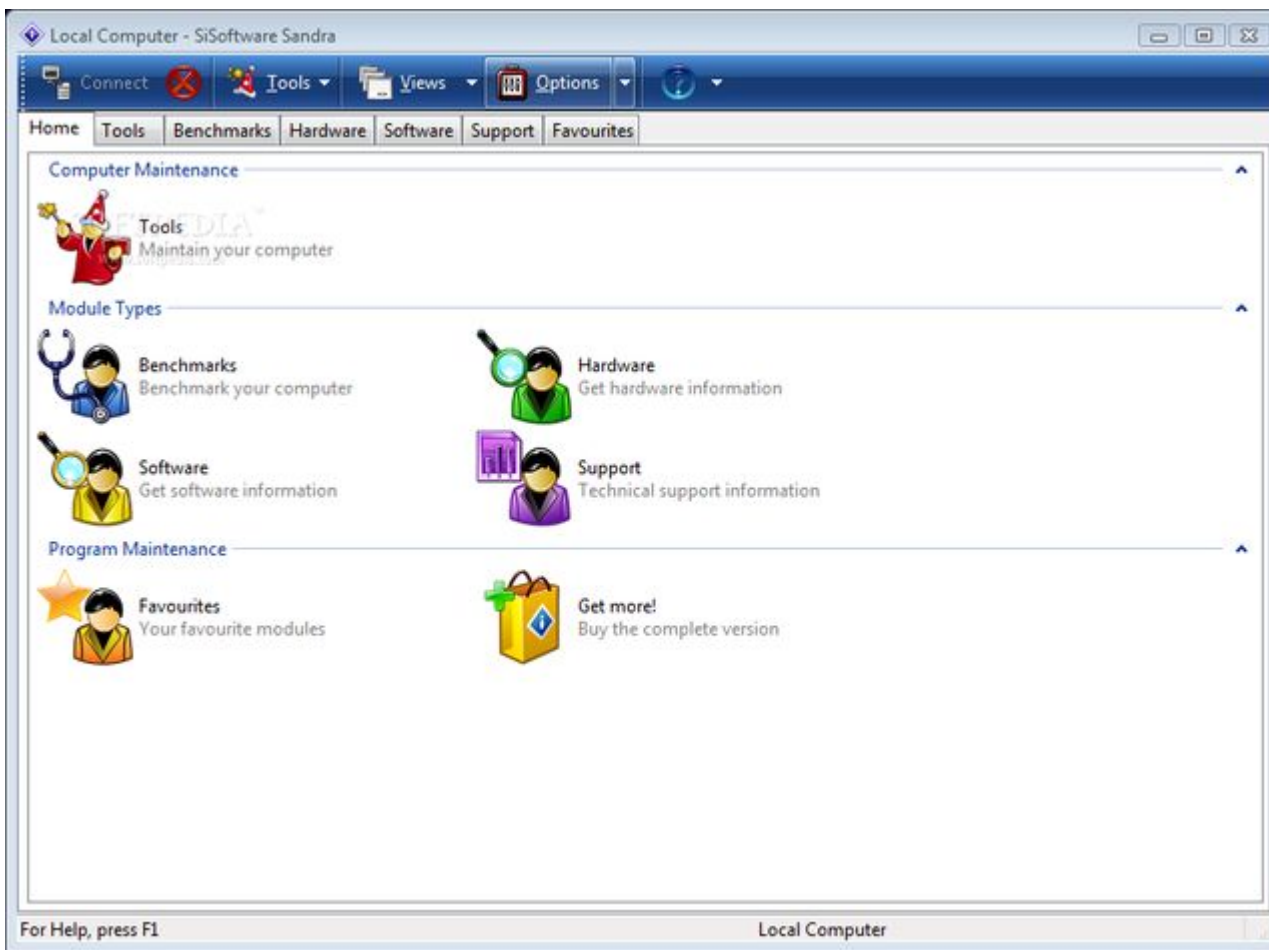 Local Computer - SiSoftware Sandra
Connect Tools Views Options
Home Tools Benchmarks Hardware Software Support Favourites
Computer Maintenance
Tools
Maintain your computer
Module Types
Benchmarks
Benchmark your computer
Hardware
Get hardware information
Software
Get software information
Support
Technical support information
Program Maintenance
Favourites
Your favourite modules
Get more!
Buy the complete version
For Help, press F1
Local Computer